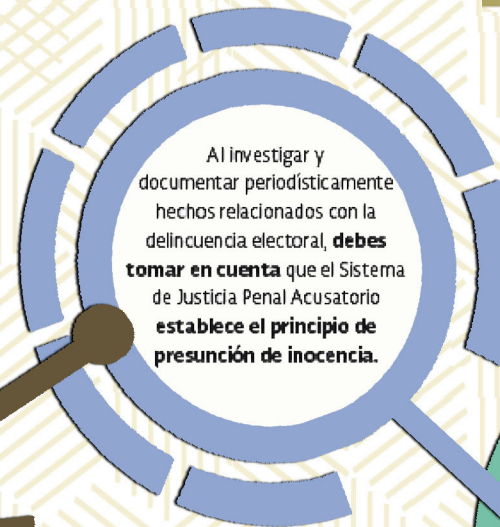 Al investigar y
documentar periodísticamente
hechos relacionados con la
delincuencia electoral, debes
tomar en cuenta que el Sistema
de Justicia Penal Acusatorio
establece el principio de
presunción de inocencia.